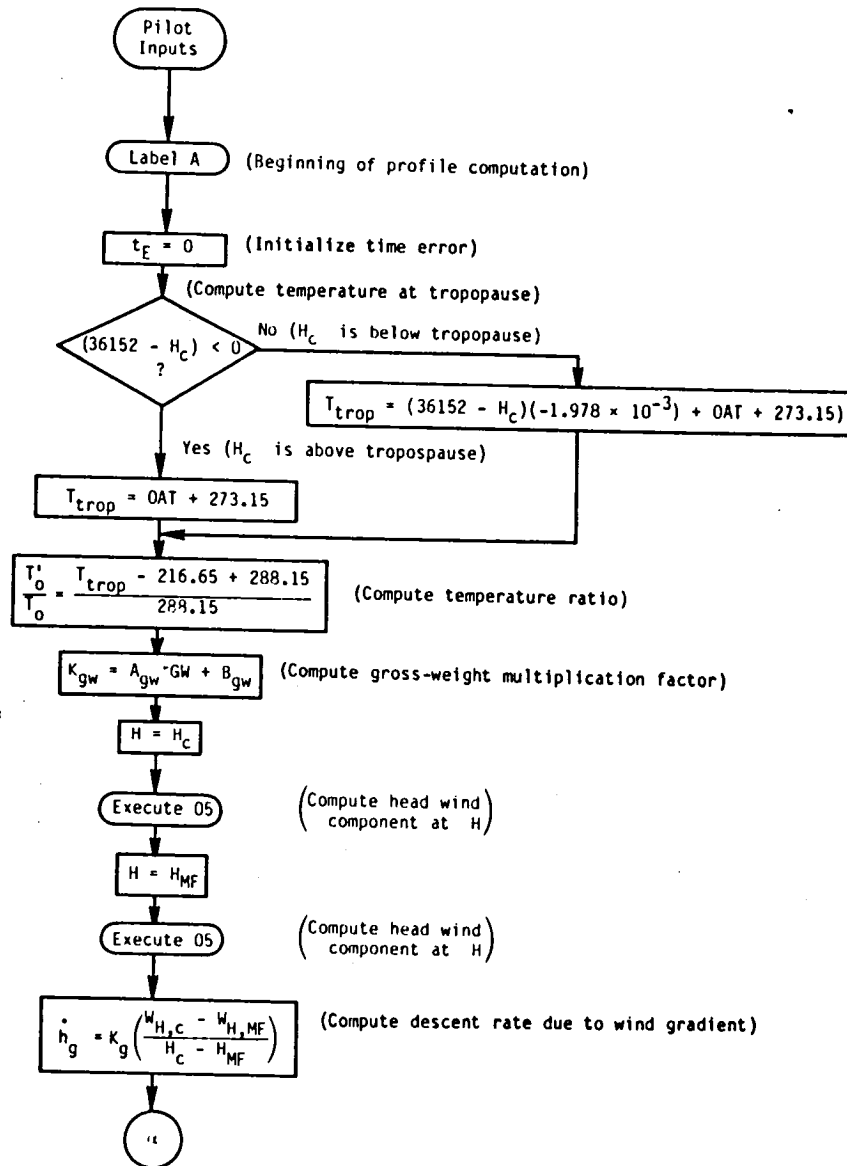 Pilot
Inputs
Label A
(Beginning of profile computation)
t_E = 0
(Initialize time error)
(Compute temperature at tropopause)
(36152 - H_c) < 0
?
No (H_c is below tropopause)
T_trop = (36152 - H_c)(-1.978 × 10^-3) + OAT + 273.15)
Yes (H_c is above tropospause)
T_trop = OAT + 273.15
T'_o / T_o = (T_trop - 216.65 + 288.15) / 288.15
(Compute temperature ratio)
K_gw = A_gw · GW + B_gw
(Compute gross-weight multiplication factor)
H = H_c
Execute 05
(Compute head wind
component at H)
H = H_MF
Execute 05
(Compute head wind
component at H)
ḣ_g = K_g ((W_H,c - W_H,MF) / (H_c - H_MF))
(Compute descent rate due to wind gradient)